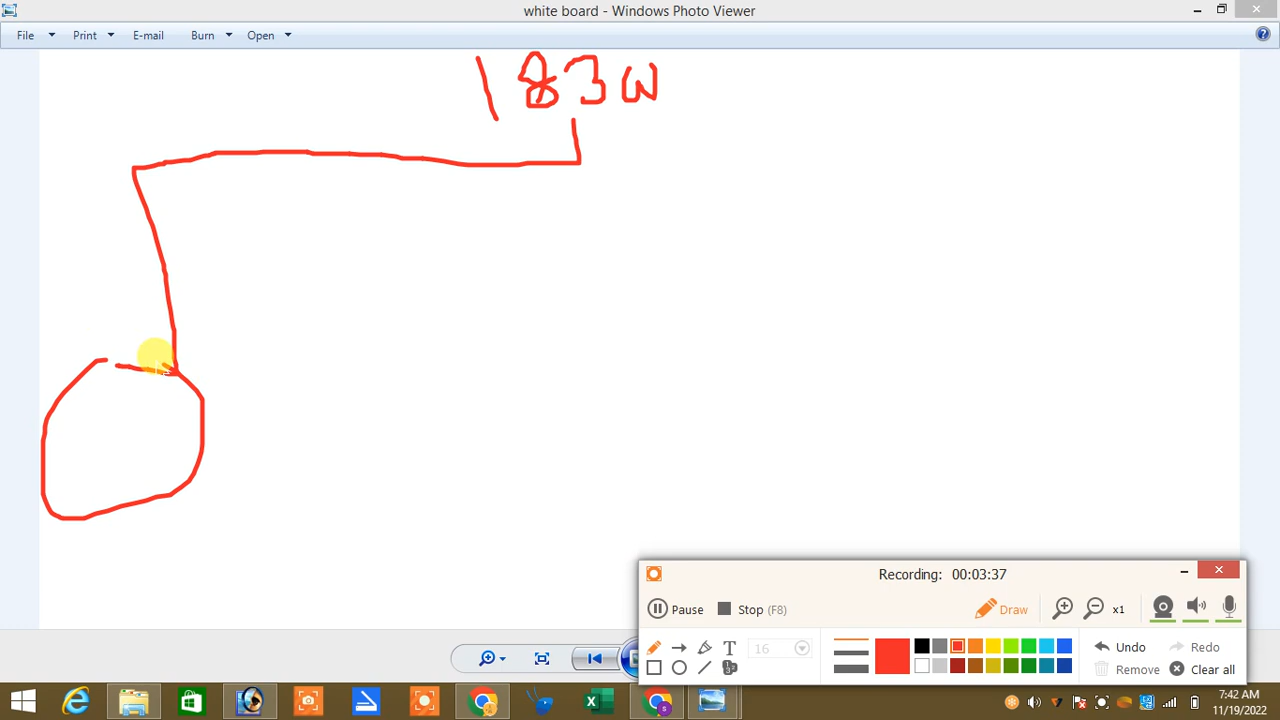 white board - Windows Photo Viewer
File Print E-mail Burn Open
183W
Recording: 00:03:37
Pause Stop (F8) Draw x1
T 16 Undo Redo
Remove Clear all
7:42 AM
11/19/2022